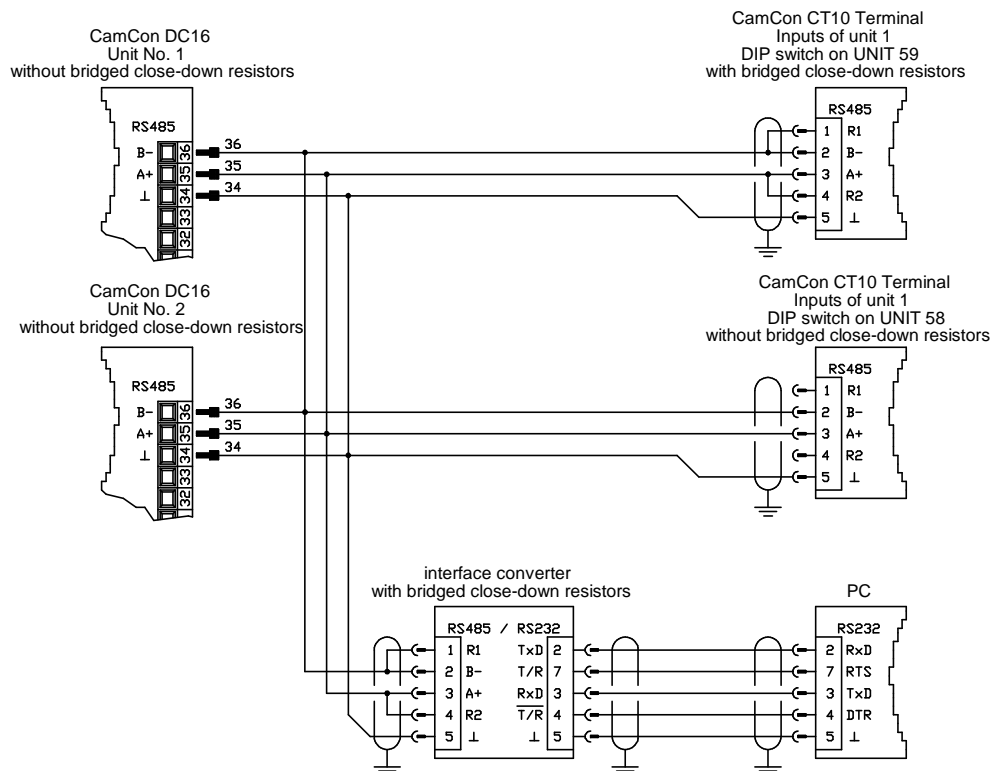 CamCon DC16
Unit No. 1
without bridged close-down resistors
RS485
B-
A+
⊥
36
35
34
33
32
36
35
34
CamCon CT10 Terminal
Inputs of unit 1
DIP switch on UNIT 59
with bridged close-down resistors
RS485
1 R1
2 B-
3 A+
4 R2
5 ⊥
CamCon DC16
Unit No. 2
without bridged close-down resistors
RS485
B-
A+
⊥
36
35
34
33
32
36
35
34
CamCon CT10 Terminal
Inputs of unit 1
DIP switch on UNIT 58
without bridged close-down resistors
RS485
1 R1
2 B-
3 A+
4 R2
5 ⊥
interface converter
with bridged close-down resistors
RS485 / RS232
1 R1 TxD 2
2 B- T/R 7
3 A+ RxD 3
4 R2 T/R 4
5 ⊥ ⊥ 5
PC
RS232
2 RxD
7 RTS
3 TxD
4 DTR
5 ⊥